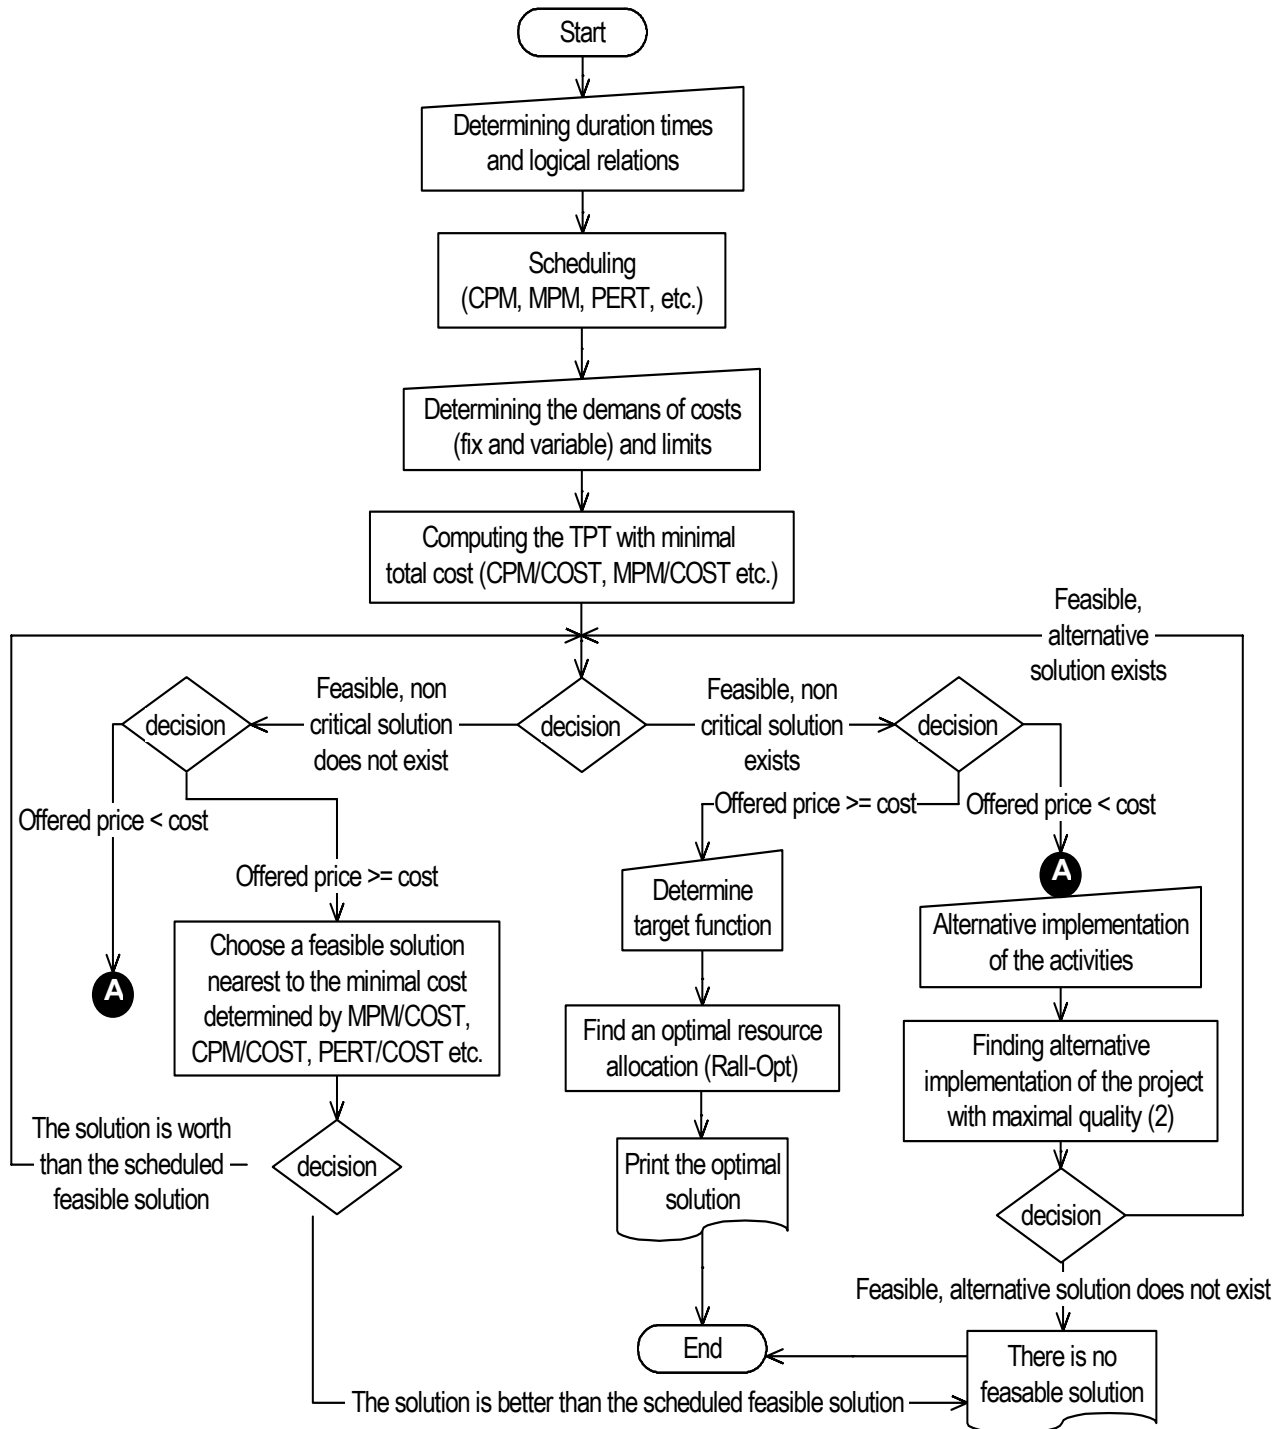 Start
Determining duration times
and logical relations
Scheduling
(CPM, MPM, PERT, etc.)
Determining the demans of costs
(fix and variable) and limits
Computing the TPT with minimal
total cost (CPM/COST, MPM/COST etc.)
Feasible,
alternative
solution exists
decision
Feasible, non
critical solution
does not exist
decision
Feasible, non
critical solution
exists
decision
Offered price < cost
Offered price >= cost
Offered price >= cost
Offered price < cost
A
Choose a feasible solution
nearest to the minimal cost
determined by MPM/COST,
CPM/COST, PERT/COST etc.
Determine
target function
A
Alternative implementation
of the activities
Find an optimal resource
allocation (Rall-Opt)
Finding alternative
implementation of the project
with maximal quality (2)
The solution is worth
than the scheduled
feasible solution
decision
Print the optimal
solution
decision
Feasible, alternative solution does not exist
End
There is no
feasable solution
The solution is better than the scheduled feasible solution